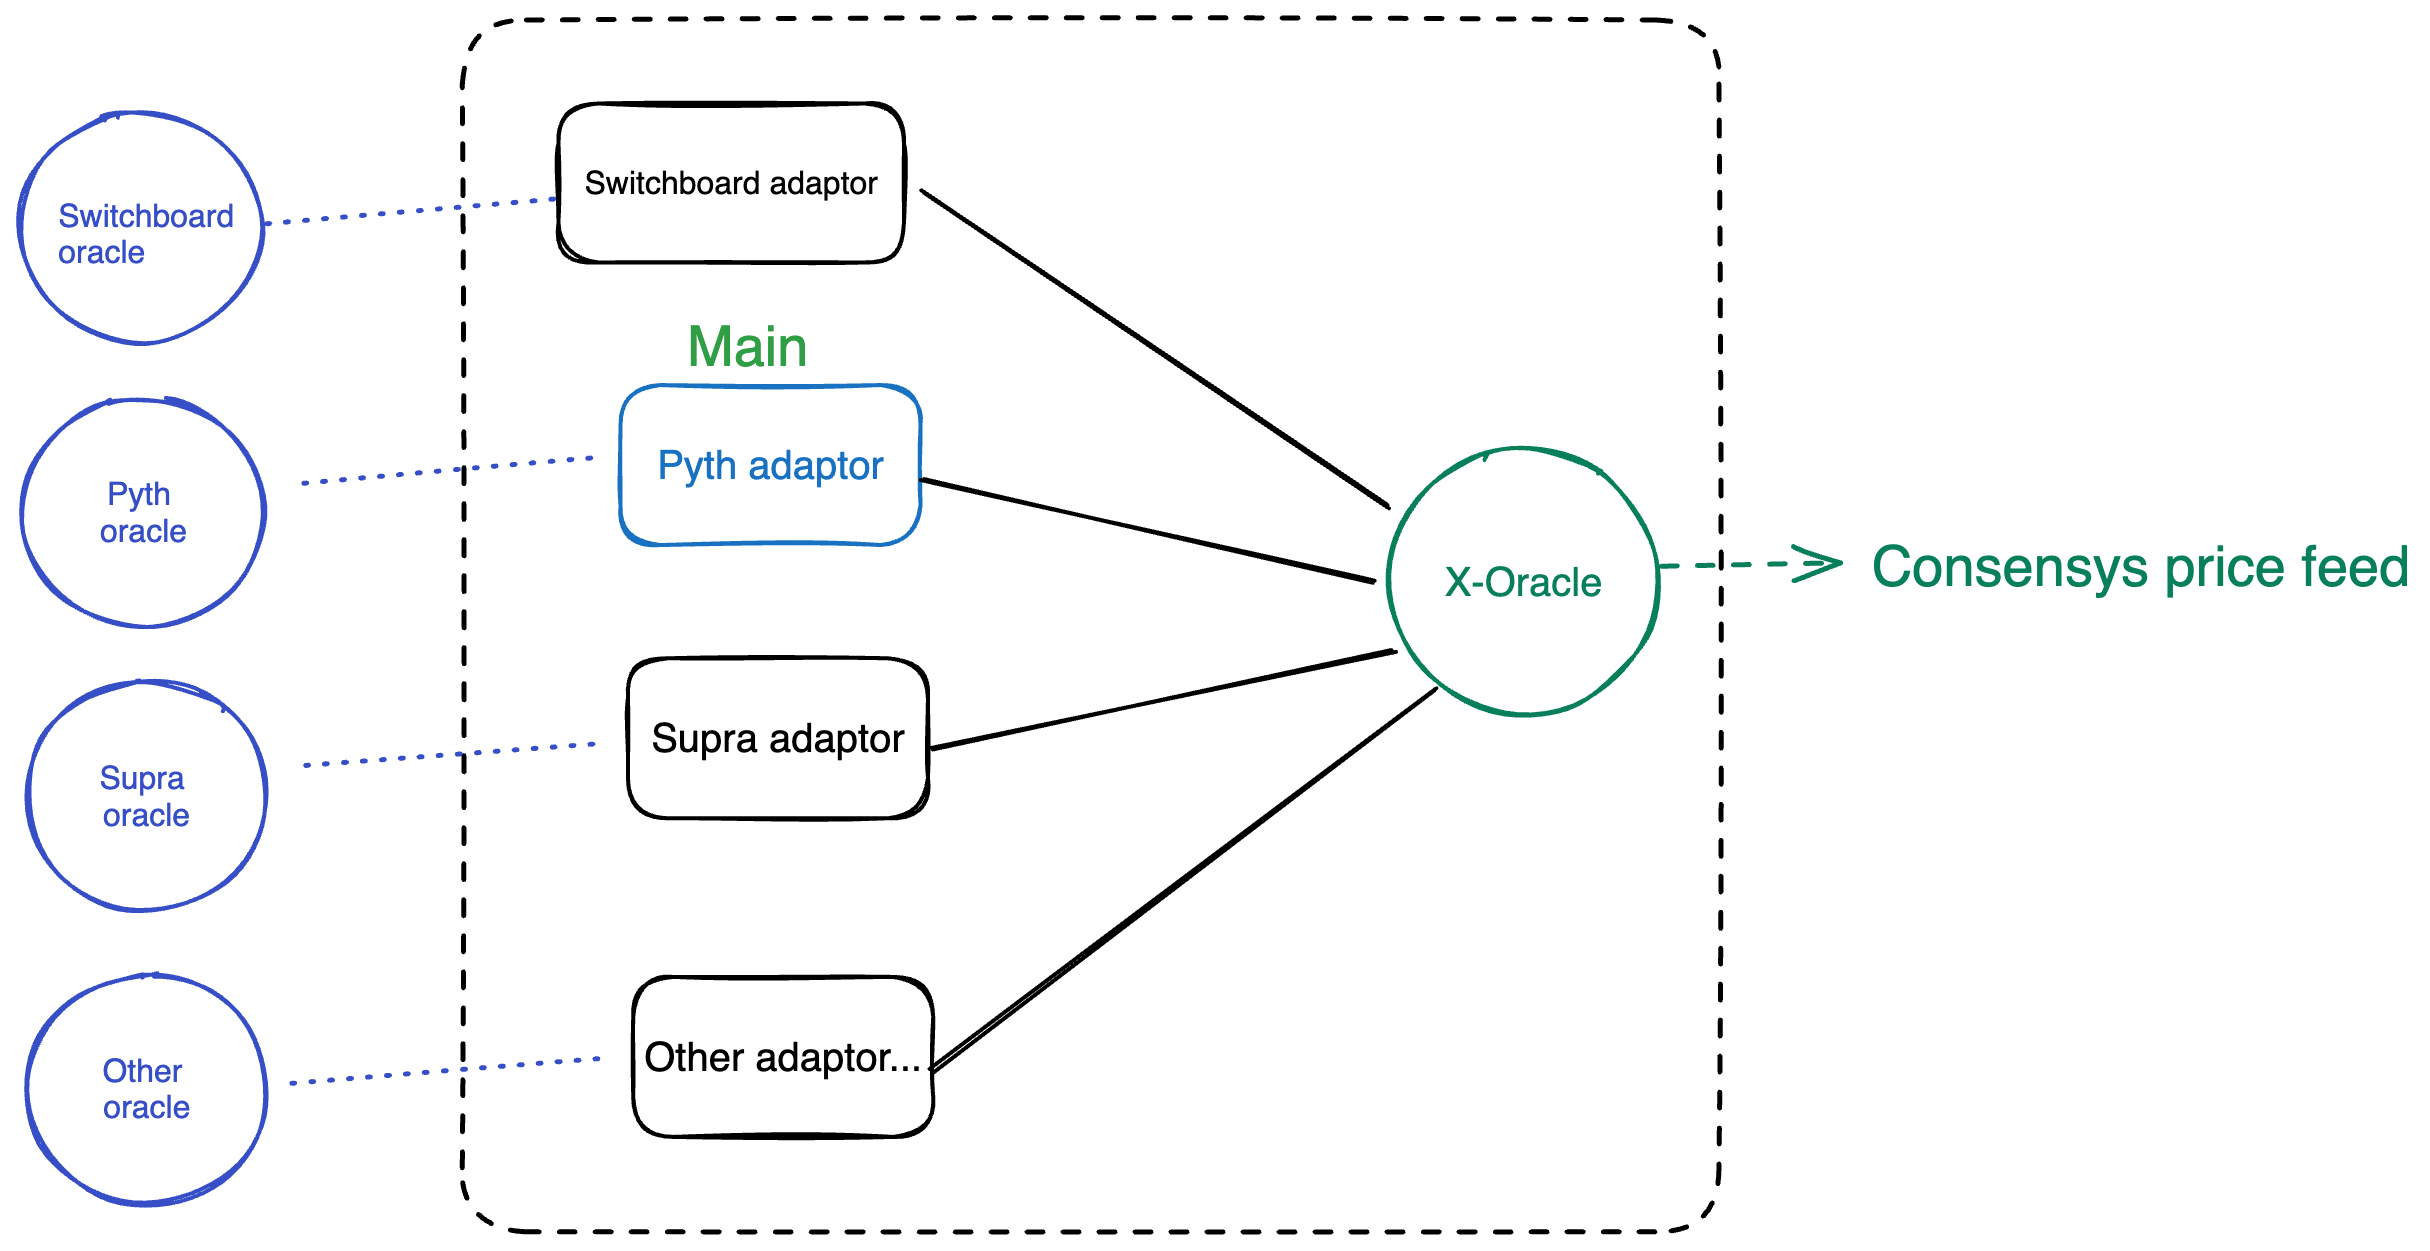 Switchboard
oracle
Switchboard adaptor
Main
Pyth
oracle
Pyth adaptor
X-Oracle
Consensys price feed
Supra
oracle
Supra adaptor
Other
oracle
Other adaptor...